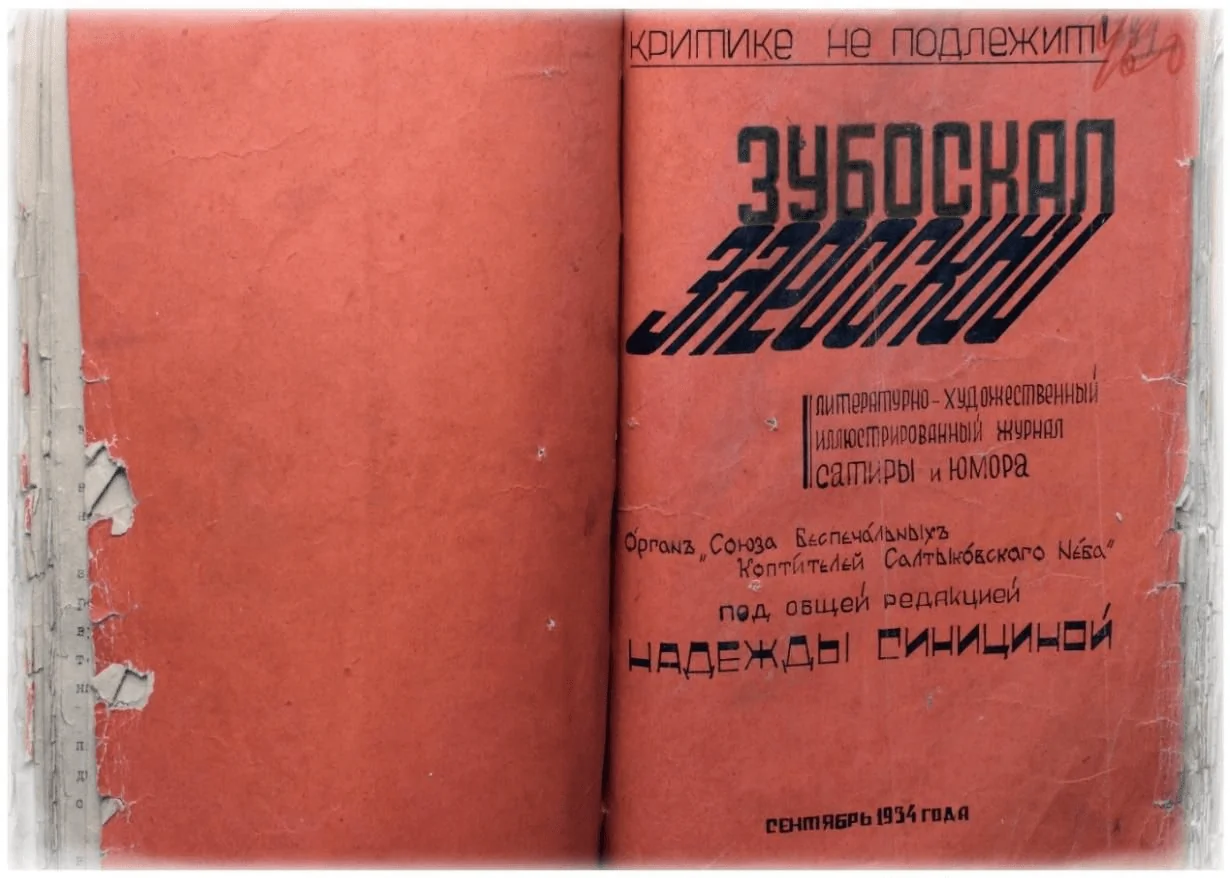 КРИТИКЕ НЕ ПОДЛЕЖИТ!
ЗУБОСКАЛ
ЛИТЕРАТУРНО-ХУДОЖЕСТВЕННЫЙ
ИЛЛЮСТРИРОВАННЫЙ ЖУРНАЛ
САТИРЫ И ЮМОРА
Органъ „Союза Беспечальныхъ
Коптителей Салтыковского Неба"
ПОД ОБЩЕЙ РЕДАКЦИЕЙ
НАДЕЖДЫ СИНИЦИНОЙ
СЕНТЯБРЬ 1934 ГОДА